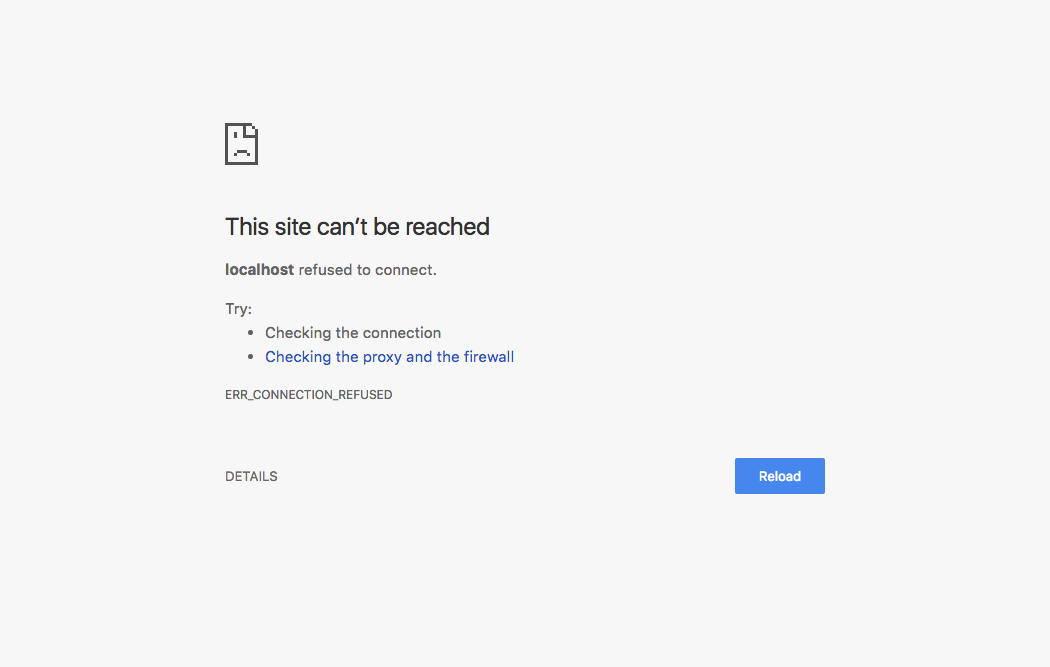 This site can’t be reached
localhost refused to connect.
Try:
• Checking the connection
• Checking the proxy and the firewall
ERR_CONNECTION_REFUSED
DETAILS
Reload